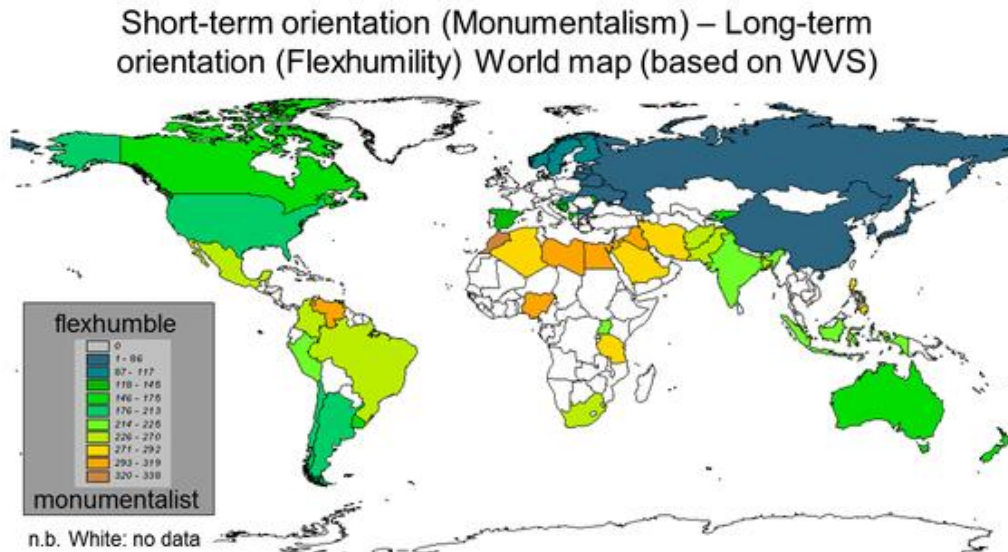 Short-term orientation (Monumentalism) – Long-term
orientation (Flexhumility) World map (based on WVS)
flexhumble
0
1 - 86
87 - 117
118 - 145
146 - 175
176 - 213
214 - 225
226 - 270
271 - 292
293 - 319
320 - 338
monumentalist
n.b. White: no data